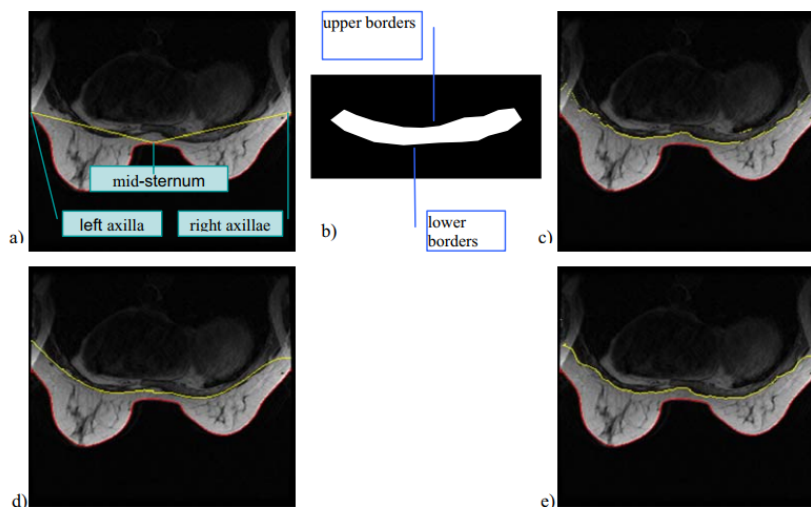 upper borders
mid-sternum
left axilla
right axillae
lower
borders
a)
b)
c)
d)
e)